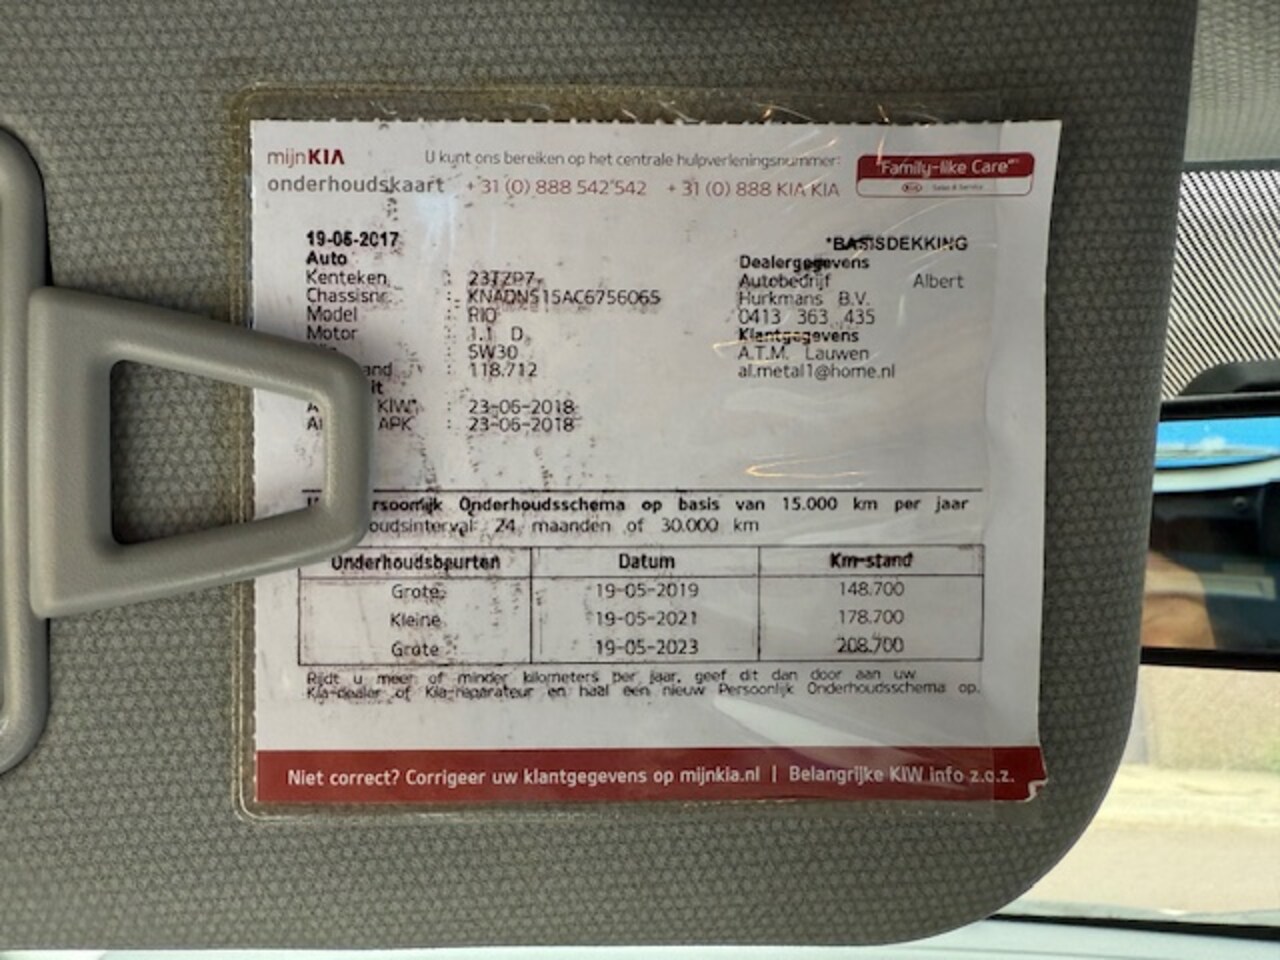 mijnKIA
onderhoudskaart
U kunt ons bereiken op het centrale hulpverleningsnummer:
+31 (0) 888 542 542 +31 (0) 888 KIA KIA
"Family-like Care"
KIA Sales & Service
19-05-2017
*BASISDEKKING
Auto
Kenteken : 23TZP7
Chassisnr. : KNADN515AC6756065
Model : RIO
Motor : 1.1 D
: 5W30
and : 118.712
it
KIW* : 23-06-2018
APK : 23-06-2018
Dealergegevens
Autobedrijf Albert
Hurkmans B.V.
0413 363 435
Klantgegevens
A.T.M. Lauwen
al.metal1@home.nl
rsoonlijk Onderhoudsschema op basis van 15.000 km per jaar
oudsinterval: 24 maanden of 30.000 km
Onderhoudsbeurten Datum Km-stand
Grote 19-05-2019 148.700
Kleine 19-05-2021 178.700
Grote 19-05-2023 208.700
Rijdt u meer of minder kilometers per jaar, geef dit dan door aan uw
Kia-dealer of Kia-reparateur en haal een nieuw Persoonlijk Onderhoudsschema op.
Niet correct? Corrigeer uw klantgegevens op mijnkia.nl | Belangrijke KIW info z.o.z.